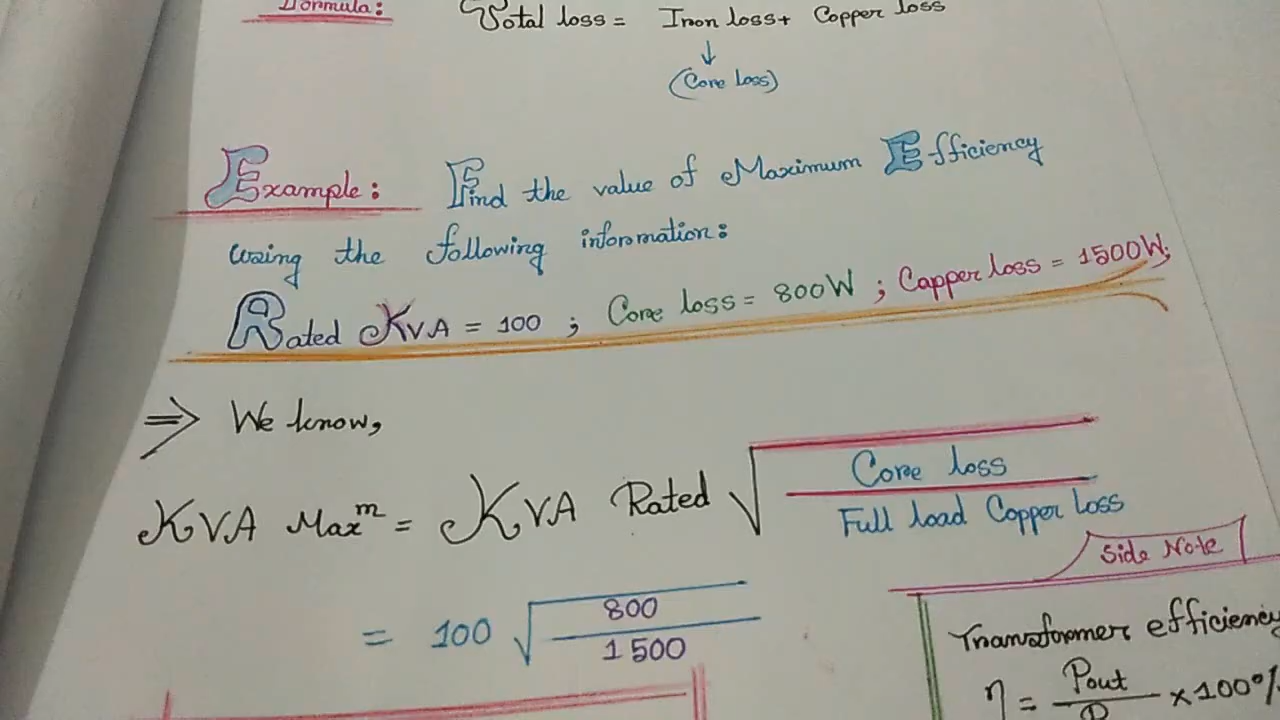 Formula: Total loss = Iron loss + Copper loss
↓
(Core loss)
Example: Find the value of Maximum Efficiency
using the following information:
Rated KVA = 100 ; Core loss = 800W ; Capper loss = 1500W;
⇒ We know,
KVA Max^m = KVA Rated √(Core loss / Full load Copper Loss)
= 100 √(800 / 1500)
Side Note
Transformer efficiency
η = Pout / × 100%